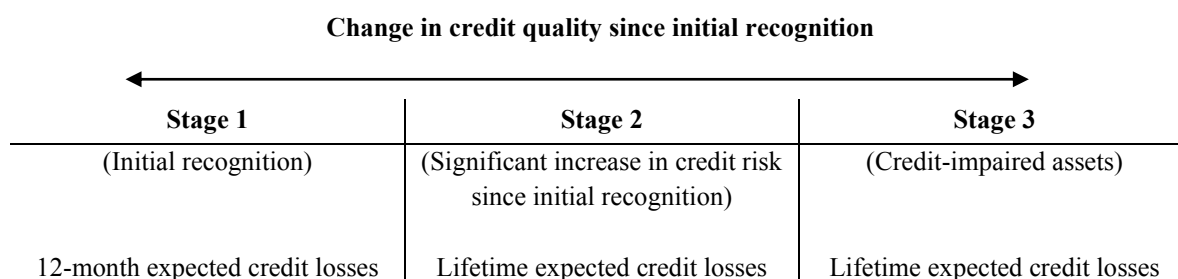 Change in credit quality since initial recognition
Stage 1
Stage 2
Stage 3
(Initial recognition)
(Significant increase in credit risk
since initial recognition)
(Credit-impaired assets)
12-month expected credit losses
Lifetime expected credit losses
Lifetime expected credit losses